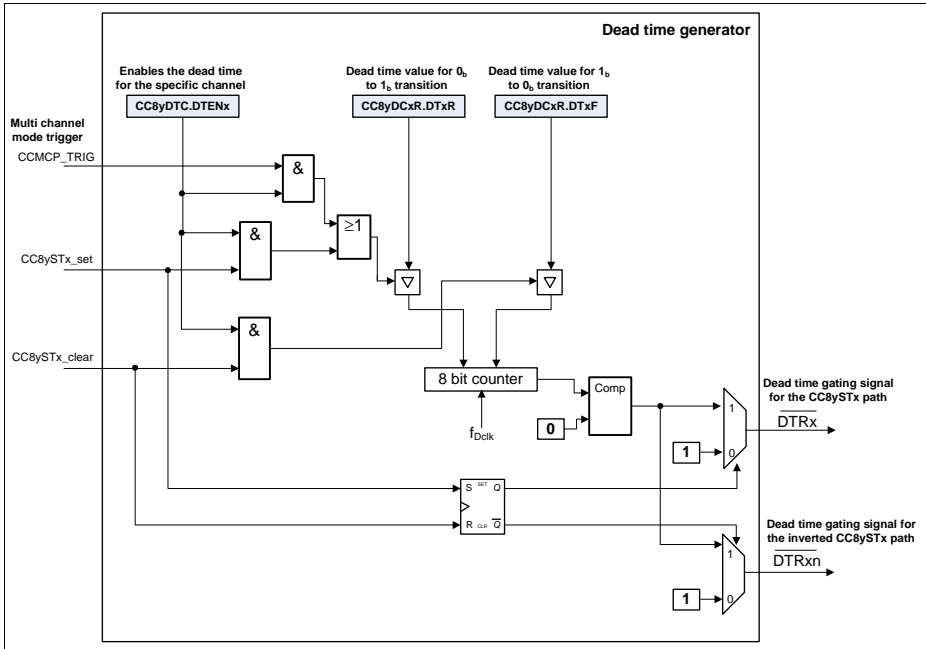 Dead time generator
Enables the dead time
for the specific channel
CC8yDTC.DTENx
Dead time value for 0b
to 1b transition
CC8yDCxR.DTxR
Dead time value for 1b
to 0b transition
CC8yDCxR.DTxF
Multi channel
mode trigger
CCMCP_TRIG
&
≥1
&
CC8ySTx_set
▽
▽
&
CC8ySTx_clear
8 bit counter
Comp
fDclk
0
Dead time gating signal
for the CC8ySTx path
1
DTRx
1
0
S SET Q
R CLR Q
Dead time gating signal for
the inverted CC8ySTx path
1
DTRxn
1
0